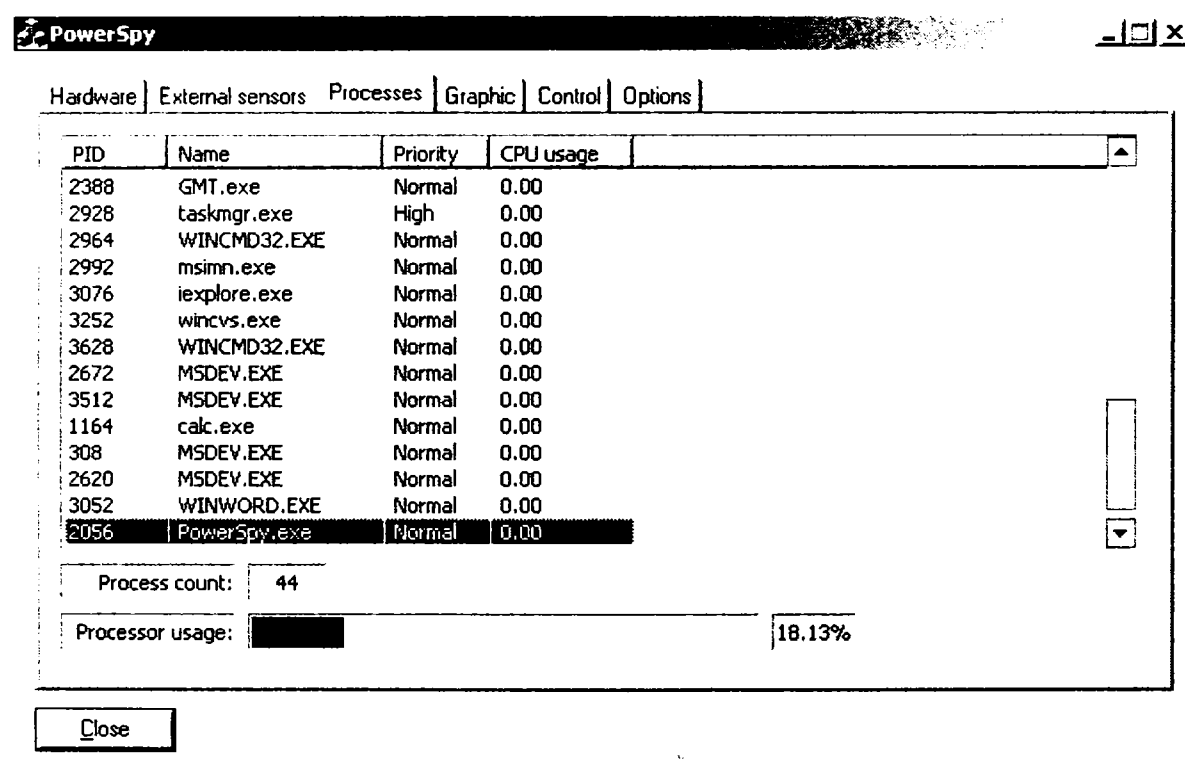 PowerSpy
Hardware External sensors Processes Graphic Control Options
PID Name Priority CPU usage
2388 GMT.exe Normal 0.00
2928 taskmgr.exe High 0.00
2964 WINCMD32.EXE Normal 0.00
2992 msimn.exe Normal 0.00
3076 iexplore.exe Normal 0.00
3252 wincvs.exe Normal 0.00
3628 WINCMD32.EXE Normal 0.00
2672 MSDEV.EXE Normal 0.00
3512 MSDEV.EXE Normal 0.00
1164 calc.exe Normal 0.00
308 MSDEV.EXE Normal 0.00
2620 MSDEV.EXE Normal 0.00
3052 WINWORD.EXE Normal 0.00
2056 PowerSpy.exe Normal 0.00
Process count: 44
Processor usage: 18.13%
Close